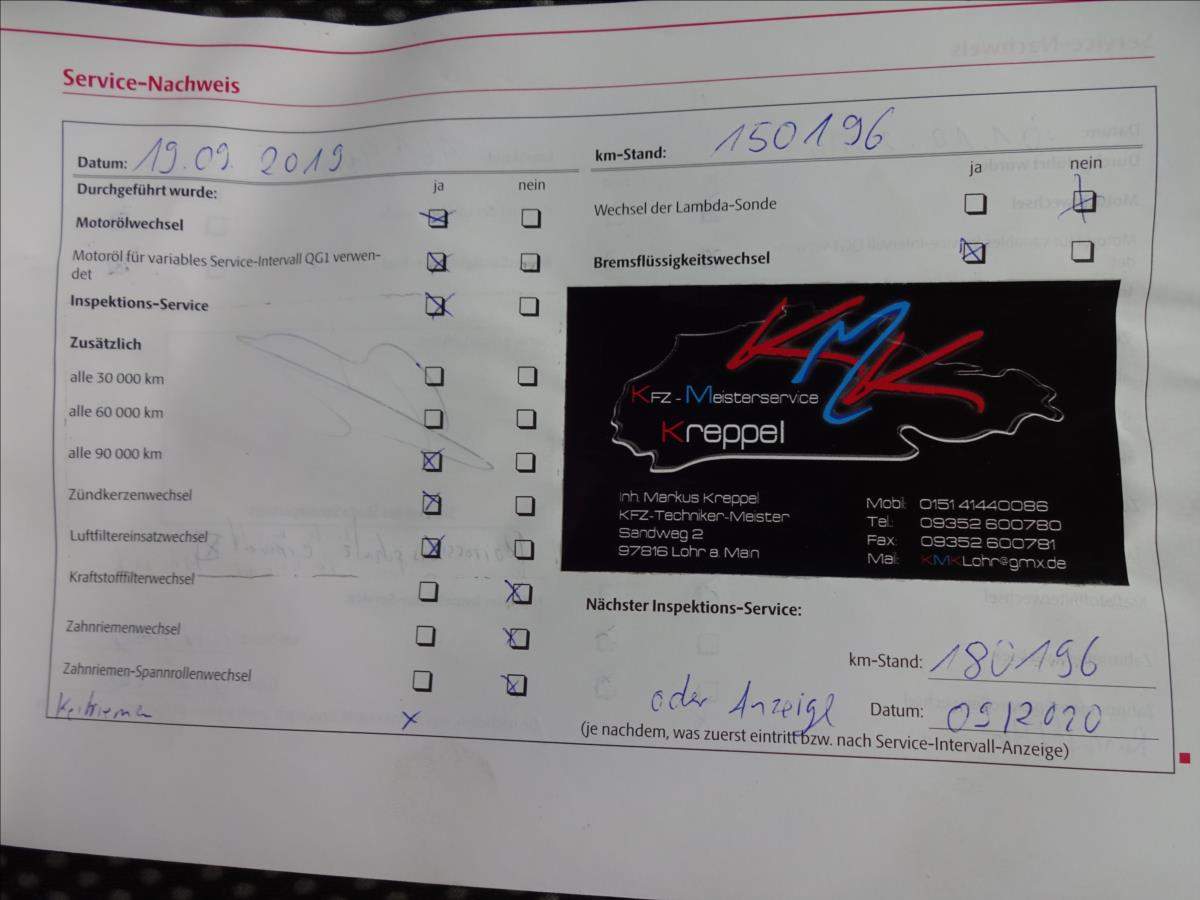 Service-Nachweis
Datum: 19.09.2019
km-Stand: 150196
Durchgeführt wurde:
ja nein
ja nein
Motorölwechsel
Wechsel der Lambda-Sonde
Motoröl für variables Service-Intervall QG1 verwen-
det
Bremsflüssigkeitswechsel
Inspektions-Service
Zusätzlich
alle 30 000 km
alle 60 000 km
alle 90 000 km
Zündkerzenwechsel
Luftfiltereinsatzwechsel
Kraftstofffilterwechsel
Zahnriemenwechsel
Zahnriemen-Spannrollenwechsel
Keilriemen x
KMK
KFZ - Meisterservice
Kreppel
Inh. Markus Kreppel
KFZ-Techniker-Meister
Sandweg 2
97816 Lohr a. Main
Mobil: 0151 41440086
Tel: 09352 600780
Fax: 09352 600781
Mail: KMKLohr@gmx.de
Nächster Inspektions-Service:
km-Stand: 180196
oder Anzeige Datum: 09/2020
(je nachdem, was zuerst eintritt bzw. nach Service-Intervall-Anzeige)